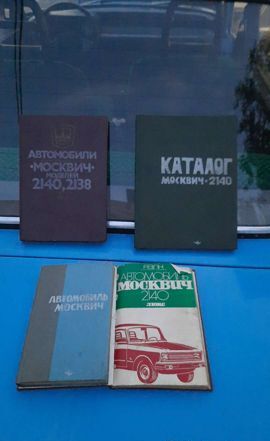 АВТОМОБИЛИ
«МОСКВИЧ»
МОДЕЛЕЙ
2140, 2138
КАТАЛОГ
МОСКВИЧ • 2140
АВТОМОБИЛЬ
МОСКВИЧ
АВТОМОБИЛЬ
МОСКВИЧ
2140